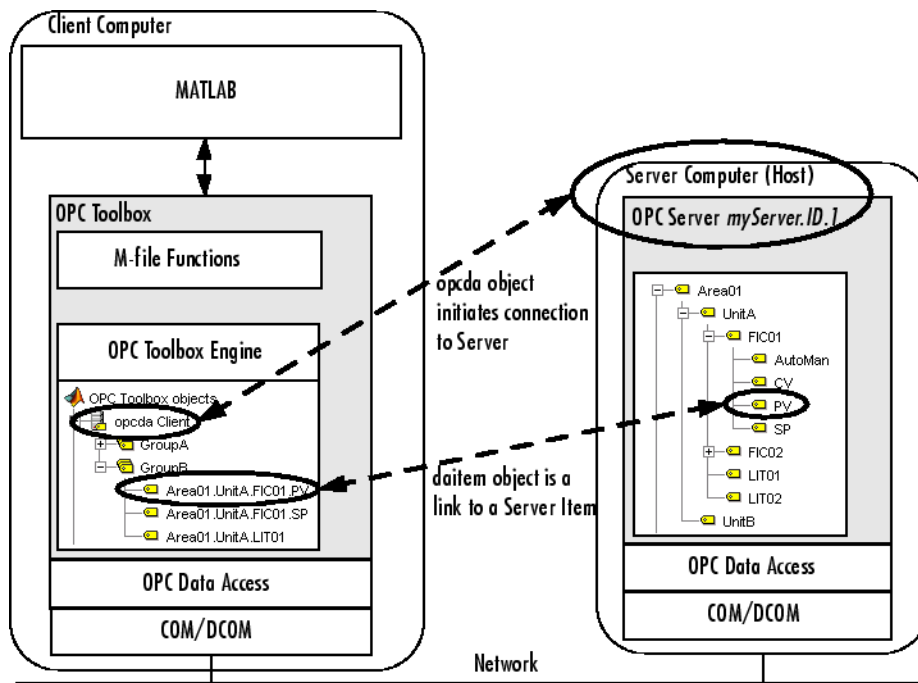 Client Computer
MATLAB
OPC Toolbox
M-file Functions
OPC Toolbox Engine
OPC Toolbox objects
opcda Client
GroupA
GroupB
Area01.UnitA.FIC01.PV
Area01.UnitA.FIC01.SP
Area01.UnitA.LIT01
OPC Data Access
COM/DCOM
opcda object
initiates connection
to Server
daitem object is a
link to a Server Item
Server Computer (Host)
OPC Server myServer.ID.1
Area01
UnitA
FIC01
AutoMan
CV
PV
SP
FIC02
LIT01
LIT02
UnitB
OPC Data Access
COM/DCOM
Network